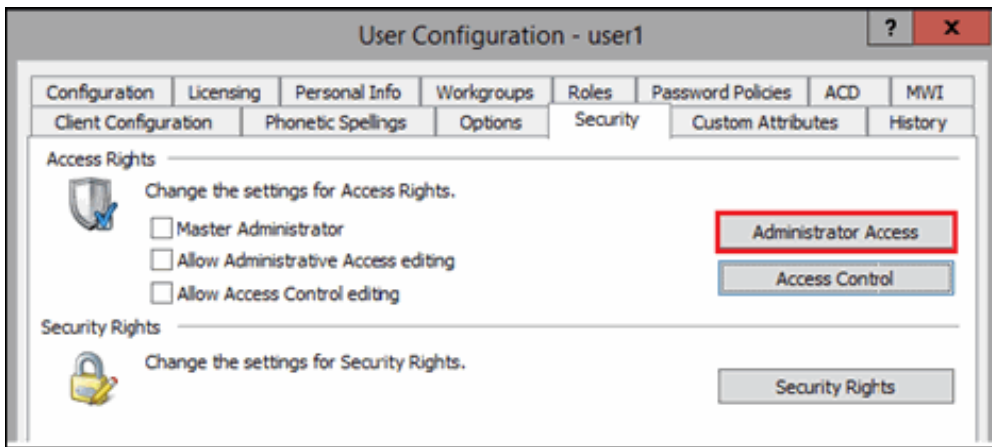 User Configuration - user1
? x
Configuration Licensing Personal Info Workgroups Roles Password Policies ACD MWI
Client Configuration Phonetic Spellings Options Security Custom Attributes History
Access Rights
Change the settings for Access Rights.
Master Administrator
Administrator Access
Allow Administrative Access editing
Access Control
Allow Access Control editing
Security Rights
Change the settings for Security Rights.
Security Rights